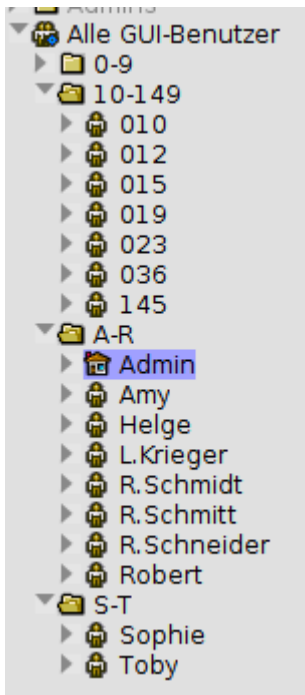 Admins
Alle GUI-Benutzer
0-9
10-149
010
012
015
019
023
036
145
A-R
Admin
Amy
Helge
L.Krieger
R.Schmidt
R.Schmitt
R.Schneider
Robert
S-T
Sophie
Toby